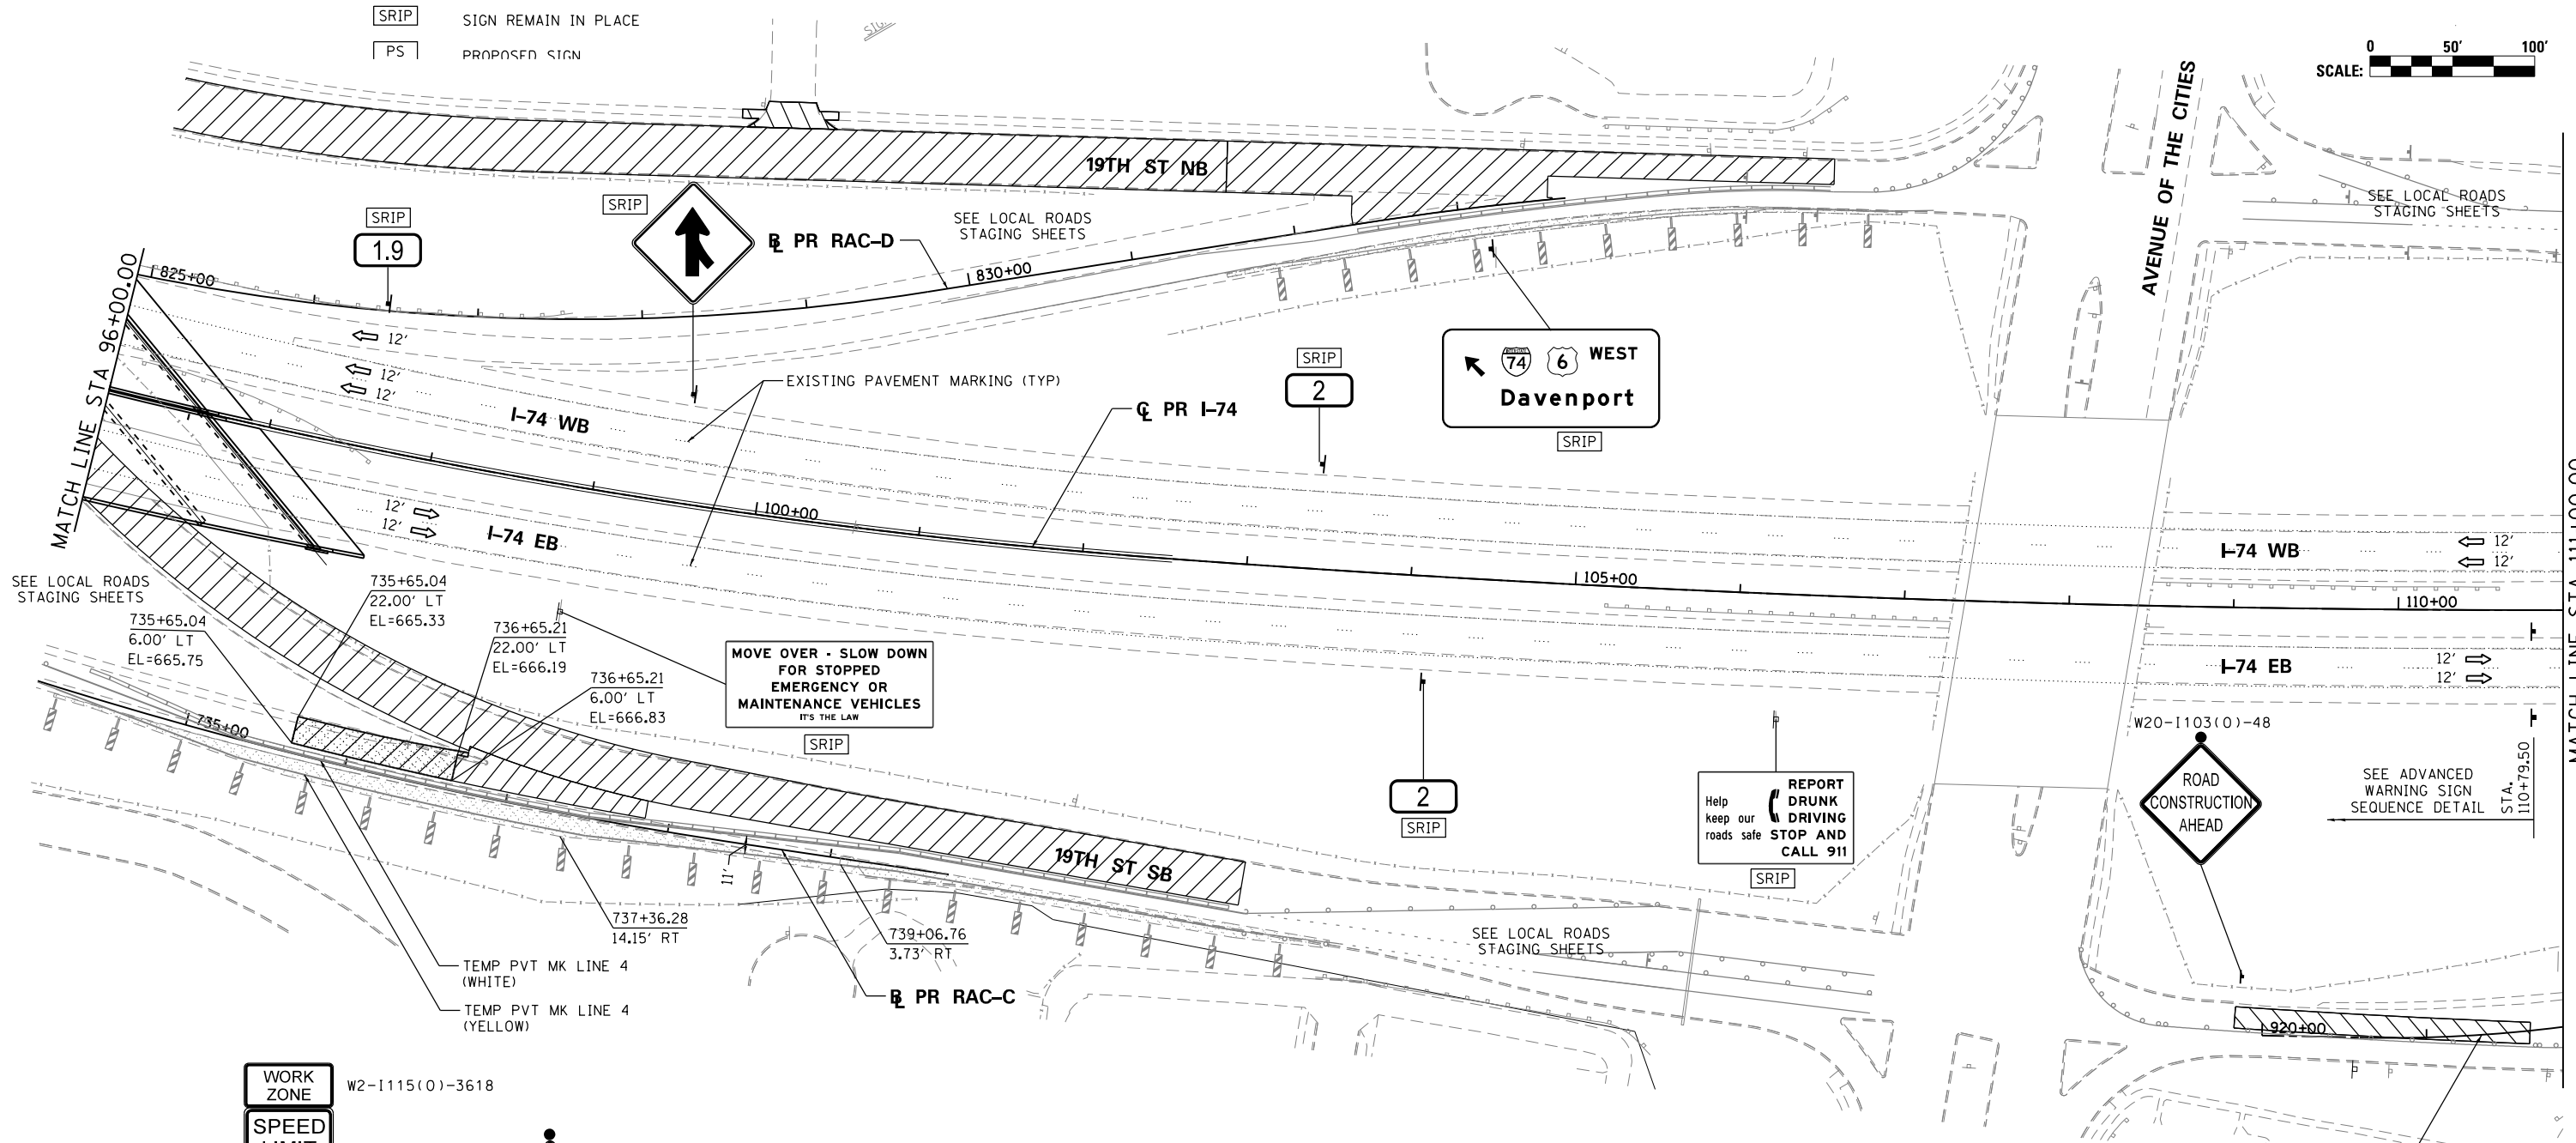 SRIP SIGN REMAIN IN PLACE
PS PROPOSED SIGN
0 50' 100'
SCALE:
AVENUE OF THE CITIES
19TH ST NB
SRIP
SRIP
1.9
SEE LOCAL ROADS
STAGING SHEETS
SEE LOCAL ROADS
STAGING SHEETS
BL PR RAC-D
825+00
830+00
MATCH LINE STA 96+00.00
12'
12'
12'
EXISTING PAVEMENT MARKING (TYP)
I-74 WB
CL PR I-74
SRIP
2
74 6 WEST
Davenport
SRIP
100+00
12'
12'
I-74 EB
105+00
I-74 WB
12'
12'
110+00
I-74 EB
12'
12'
MATCH LINE STA 111+00.00
SEE LOCAL ROADS
STAGING SHEETS
735+65.04
22.00' LT
EL=665.33
735+65.04
6.00' LT
EL=665.75
736+65.21
22.00' LT
EL=666.19
736+65.21
6.00' LT
EL=666.83
MOVE OVER - SLOW DOWN
FOR STOPPED
EMERGENCY OR
MAINTENANCE VEHICLES
IT'S THE LAW
SRIP
735+00
2
SRIP
Help
keep our
roads safe
REPORT
DRUNK
DRIVING
STOP AND
CALL 911
SRIP
W20-I103(O)-48
ROAD
CONSTRUCTION
AHEAD
SEE ADVANCED
WARNING SIGN
SEQUENCE DETAIL
STA.
110+79.50
19TH ST SB
11'
737+36.28
14.15' RT
739+06.76
3.73' RT
SEE LOCAL ROADS
STAGING SHEETS
TEMP PVT MK LINE 4
(WHITE)
TEMP PVT MK LINE 4
(YELLOW)
BL PR RAC-C
920+00
WORK
ZONE
W2-I115(O)-3618
SPEED
LIMIT